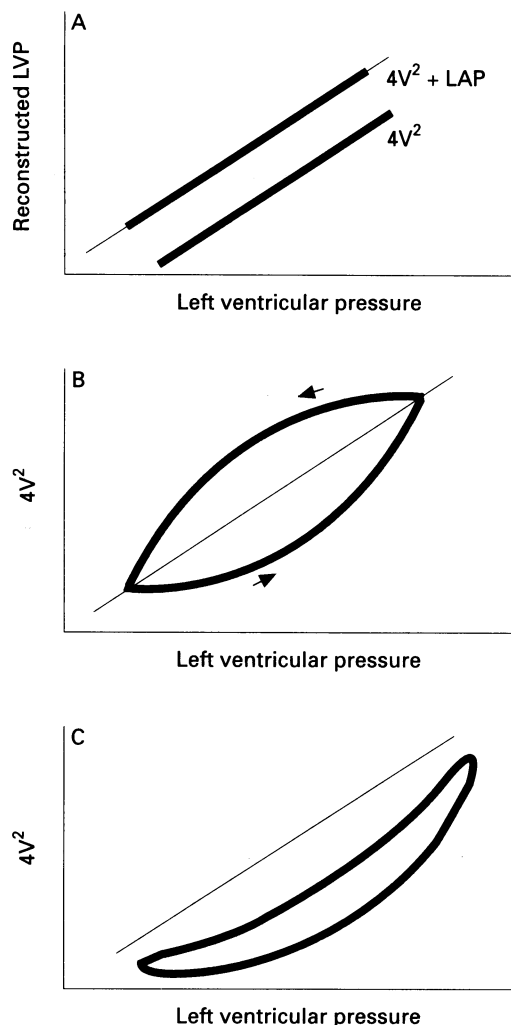 A
Reconstructed LVP
4V² + LAP
4V²
Left ventricular pressure
B
4V²
Left ventricular pressure
C
4V²
Left ventricular pressure